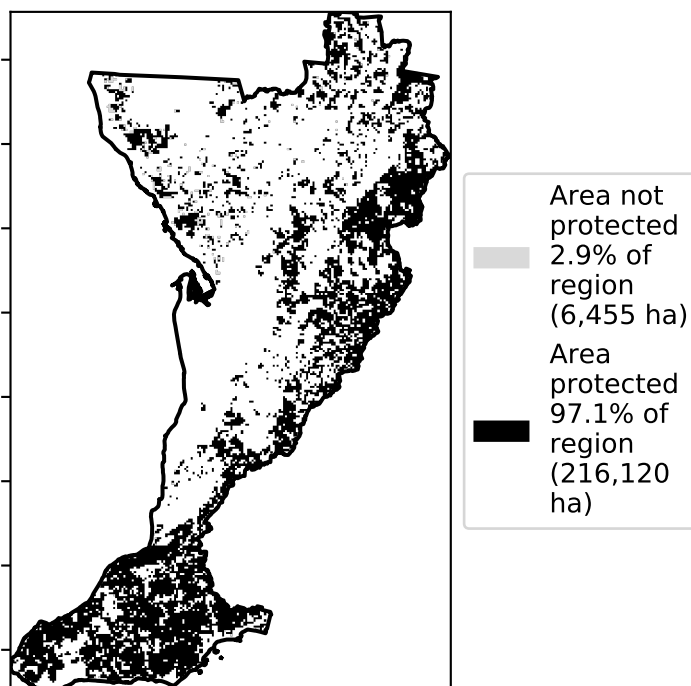 Area not
protected
2.9% of
region
(6,455 ha)
Area
protected
97.1% of
region
(216,120
ha)